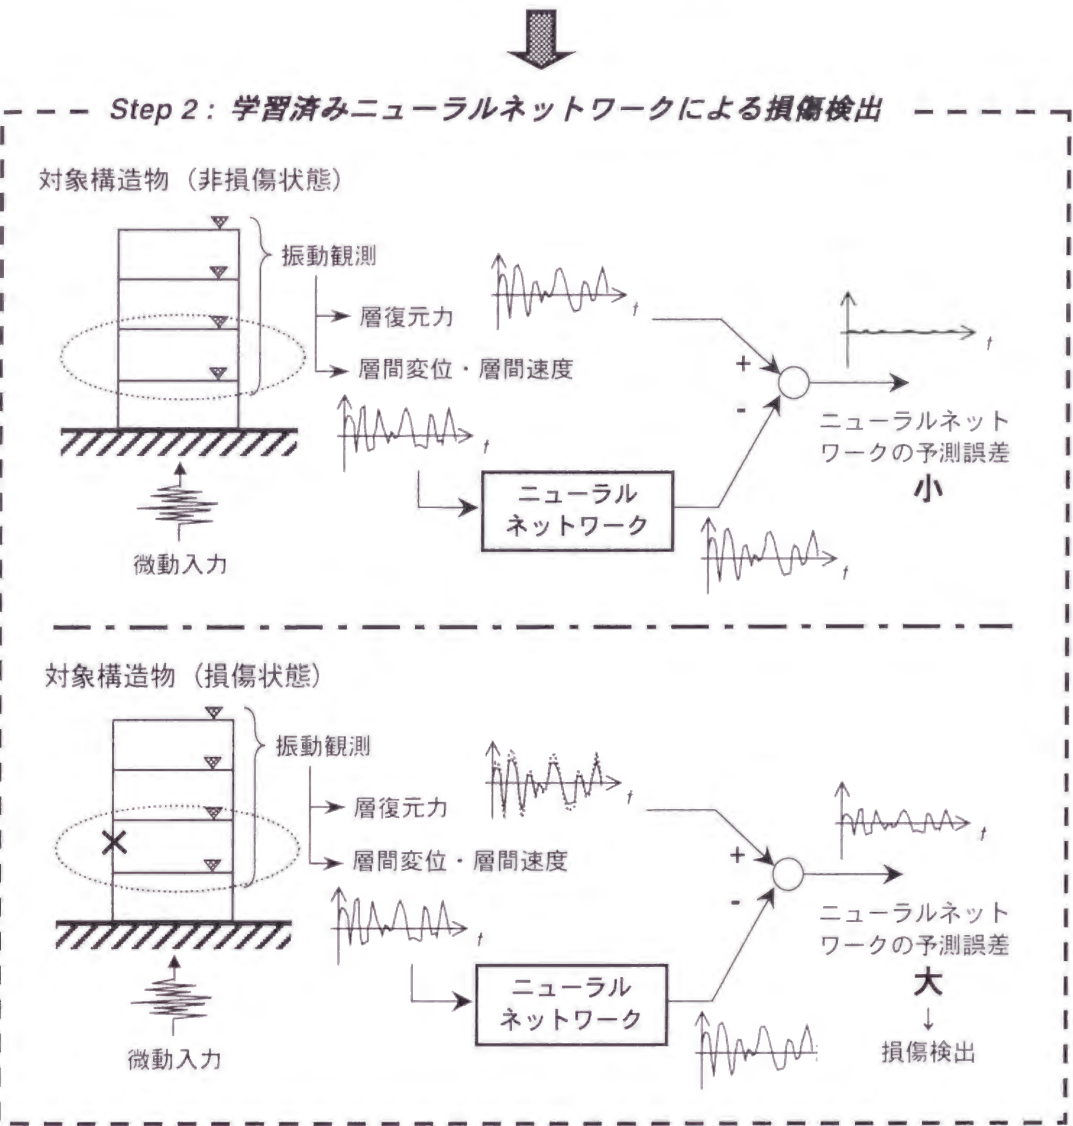 Step 2 : 学習済みニューラルネットワークによる損傷検出
対象構造物（非損傷状態）
振動観測
層復元力
層間変位・層間速度
t
t
t
t
+
-
ニューラルネット
ワークの予測誤差
小
ニューラル
ネットワーク
微動入力
対象構造物（損傷状態）
振動観測
層復元力
層間変位・層間速度
t
t
t
+
-
ニューラルネット
ワークの予測誤差
大
↓
損傷検出
ニューラル
ネットワーク
微動入力